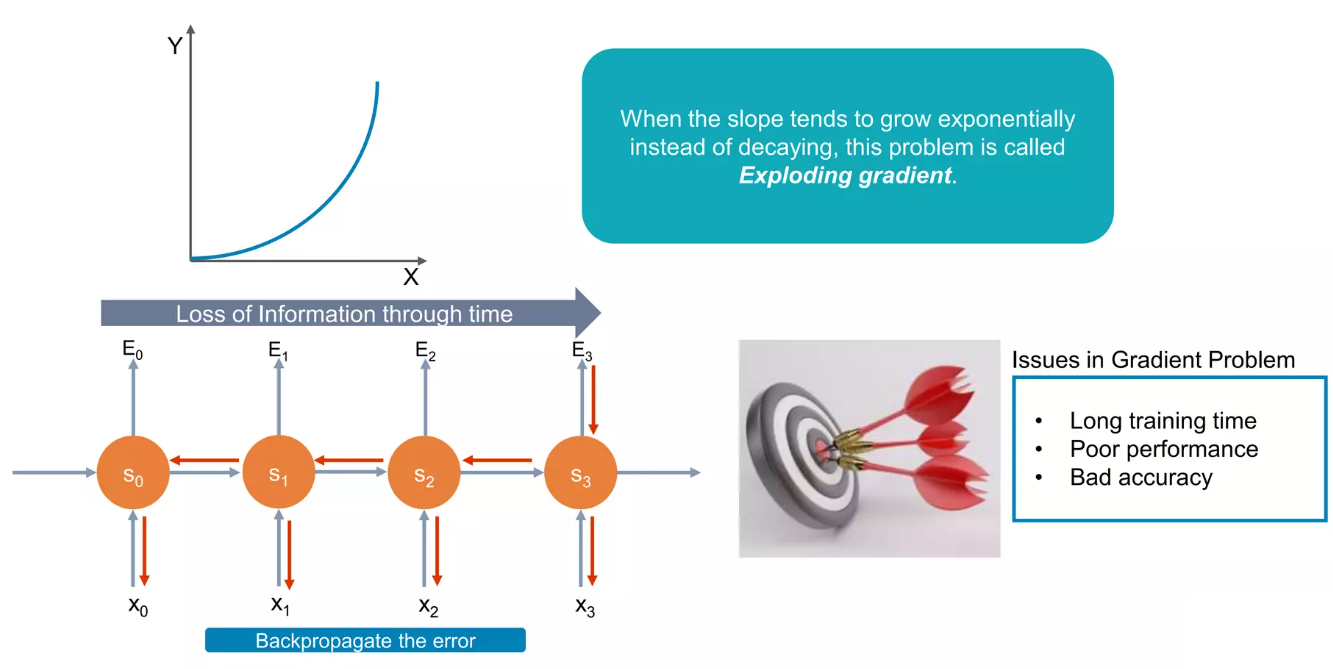 Y
When the slope tends to grow exponentially
instead of decaying, this problem is called
Exploding gradient.
X
Loss of Information through time
E₀ E₁ E₂ E₃
s₀ s₁ s₂ s₃
x₀ x₁ x₂ x₃
Backpropagate the error
Issues in Gradient Problem
• Long training time
• Poor performance
• Bad accuracy